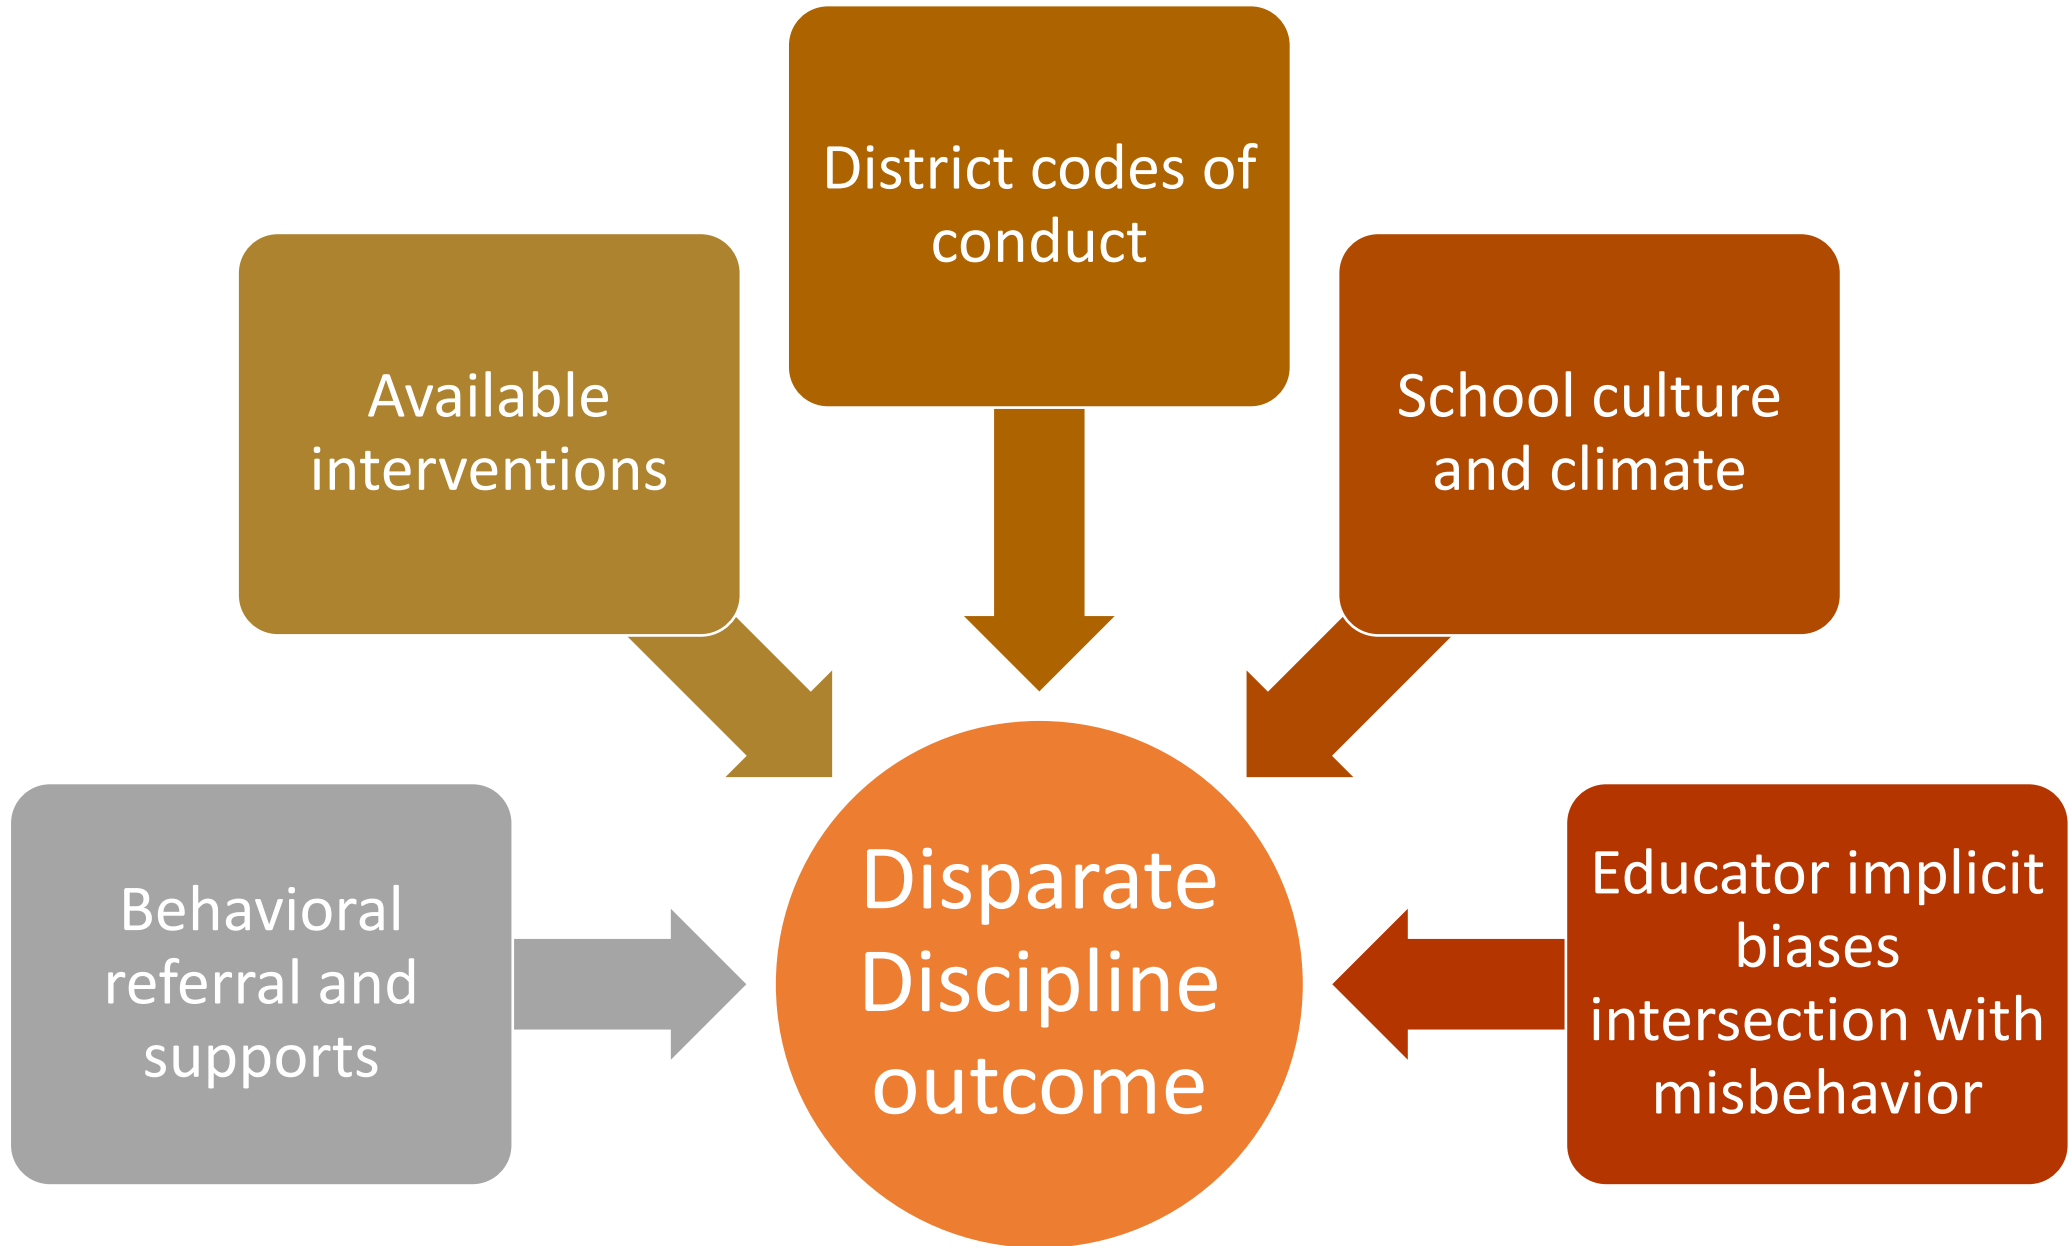 District codes of
conduct
Available
interventions
School culture
and climate
Behavioral
referral and
supports
Disparate
Discipline
outcome
Educator implicit
biases
intersection with
misbehavior